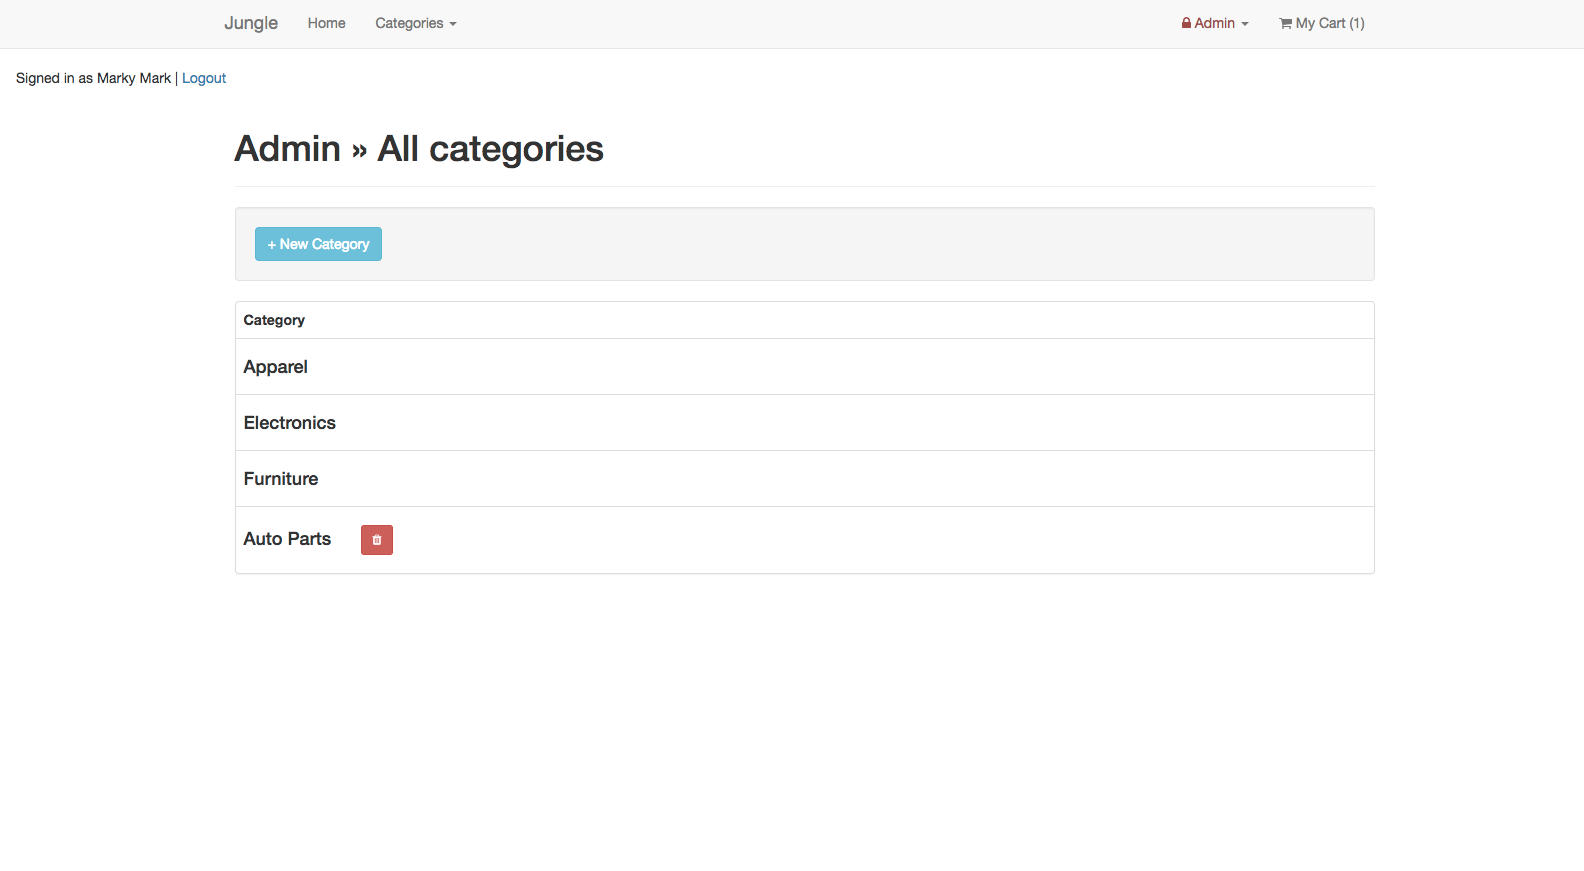 Jungle Home Categories Admin My Cart (1)
Signed in as Marky Mark | Logout
Admin » All categories
+ New Category
Category
Apparel
Electronics
Furniture
Auto Parts